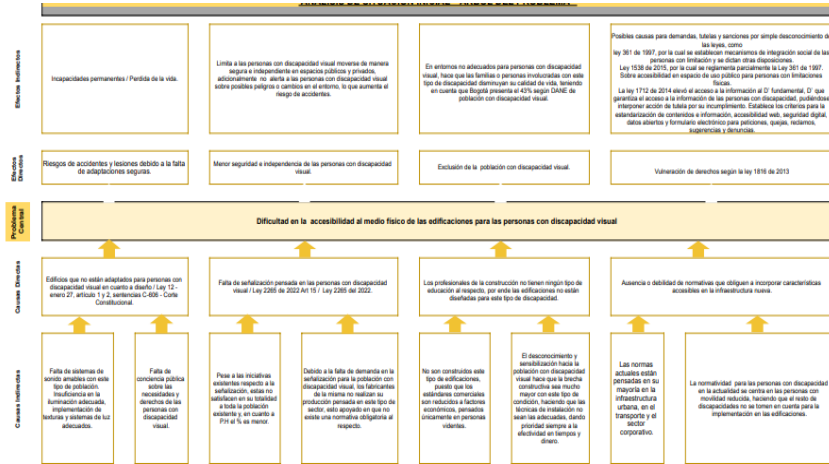 Efectos Indirectos
Incapacidades permanentes / Perdida de la vida.
Limita a las personas con discapacidad visual moverse de manera
segura e independiente en espacios públicos y privados,
adicionalmente no alerta a las personas con discapacidad visual
sobre posibles peligros o cambios en el entorno, lo que aumenta el
riesgo de accidentes.
En entornos no adecuados para personas con discapacidad
visual, hace que las familias o personas involucradas con este
tipo de discapacidad disminuyan su calidad de vida, teniendo
en cuenta que Bogotá presenta el 43% según DANE de
población con discapacidad visual.
Posibles causas para demandas, tutelas y sanciones por simple desconocimiento de
las leyes, como
ley 361 de 1997, por la cual se establecen mecanismos de integración social de las
personas con limitación y se dictan otras disposiciones.
Ley 1538 de 2015, por la cual se reglamenta parcialmente la Ley 361 de 1997.
Sobre accesibilidad en espacio de uso público para personas con limitaciones
físicas.
La ley 1712 de 2014 elevó el acceso a la información al D' fundamental, D' que
garantiza el acceso a la información de las personas con discapacidad, pudiéndose
interponer acción de tutela por su incumplimiento. Establece los criterios para la
estandarización de contenidos e información, accesibilidad web, seguridad digital,
datos abiertos y formulario electrónico para peticiones, quejas, reclamos,
sugerencias y denuncias.
Efectos
Directos
Riesgos de accidentes y lesiones debido a la falta
de adaptaciones seguras.
Menor seguridad e independencia de las personas con discapacidad
visual.
Exclusión de la población con discapacidad visual.
Vulneración de derechos según la ley 1816 de 2013
Problema
Central
Dificultad en la accesibilidad al medio físico de las edificaciones para las personas con discapacidad visual
Causas Directas
Edificios que no están adaptados para personas con
discapacidad visual en cuanto a diseño / Ley 12 -
enero 27, artículo 1 y 2, sentencias C-606 - Corte
Constitucional.
Falta de señalización pensada en las personas con discapacidad
visual / Ley 2265 de 2022 Art 15 / Ley 2265 del 2022.
Los profesionales de la construcción no tienen ningún tipo de
educación al respecto, por ende las edificaciones no están
diseñadas para este tipo de discapacidad.
Ausencia o debilidad de normativas que obliguen a incorporar características
accesibles en la infraestructura nueva.
Causas Indirectas
Falta de sistemas de
sonido amables con este
tipo de población.
Insuficiencia en la
iluminación adecuada,
implementación de
texturas y sistemas de luz
adecuados.
Falta de
conciencia pública
sobre las
necesidades y
derechos de las
personas con
discapacidad
visual.
Pese a las iniciativas
existentes respecto a la
señalización, estas no
satisfacen en su totalidad
a toda la población
existente y, en cuanto a
P.H el % es menor.
Debido a la falta de demanda en la
señalización para la población con
discapacidad visual, los fabricantes
de la misma no realizan su
producción pensada en este tipo de
sector, esto apoyado en que no
existe una normativa obligatoria al
respecto.
No son construidos este
tipo de edificaciones,
puesto que los
estándares comerciales
son reducidos a factores
económicos, pensados
únicamente en personas
videntes.
El desconocimiento y
sensibilización hacia la
población con discapacidad
visual hace que la brecha
constructiva sea mucho
mayor con este tipo de
condición, haciendo que las
técnicas de instalación no
sean las adecuadas, dando
prioridad siempre a la
efectividad en tiempos y
dinero.
Las normas
actuales están
pensadas en su
mayoría en la
infraestructura
urbana, en el
transporte y el
sector
corporativo.
La normatividad para las personas con discapacidad
en la actualidad se centra en las personas con
movilidad reducida, haciendo que el resto de
discapacidades no se tomen en cuenta para la
implementación en las edificaciones.